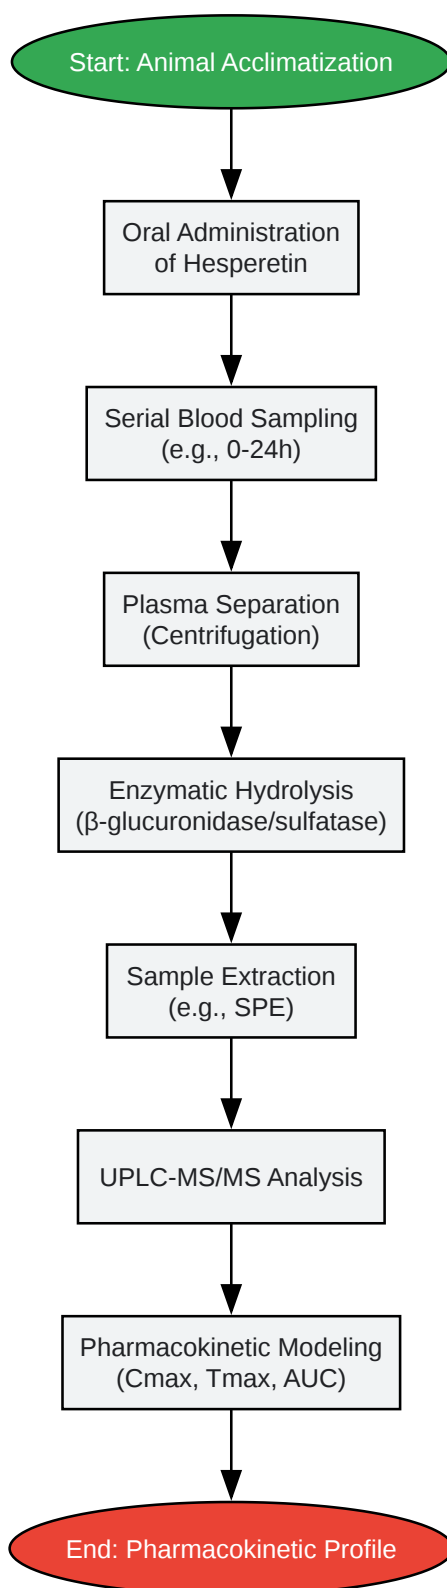 Start: Animal Acclimatization
Oral Administration
of Hesperetin
Serial Blood Sampling
(e.g., 0-24h)
Plasma Separation
(Centrifugation)
Enzymatic Hydrolysis
(β-glucuronidase/sulfatase)
Sample Extraction
(e.g., SPE)
UPLC-MS/MS Analysis
Pharmacokinetic Modeling
(Cmax, Tmax, AUC)
End: Pharmacokinetic Profile